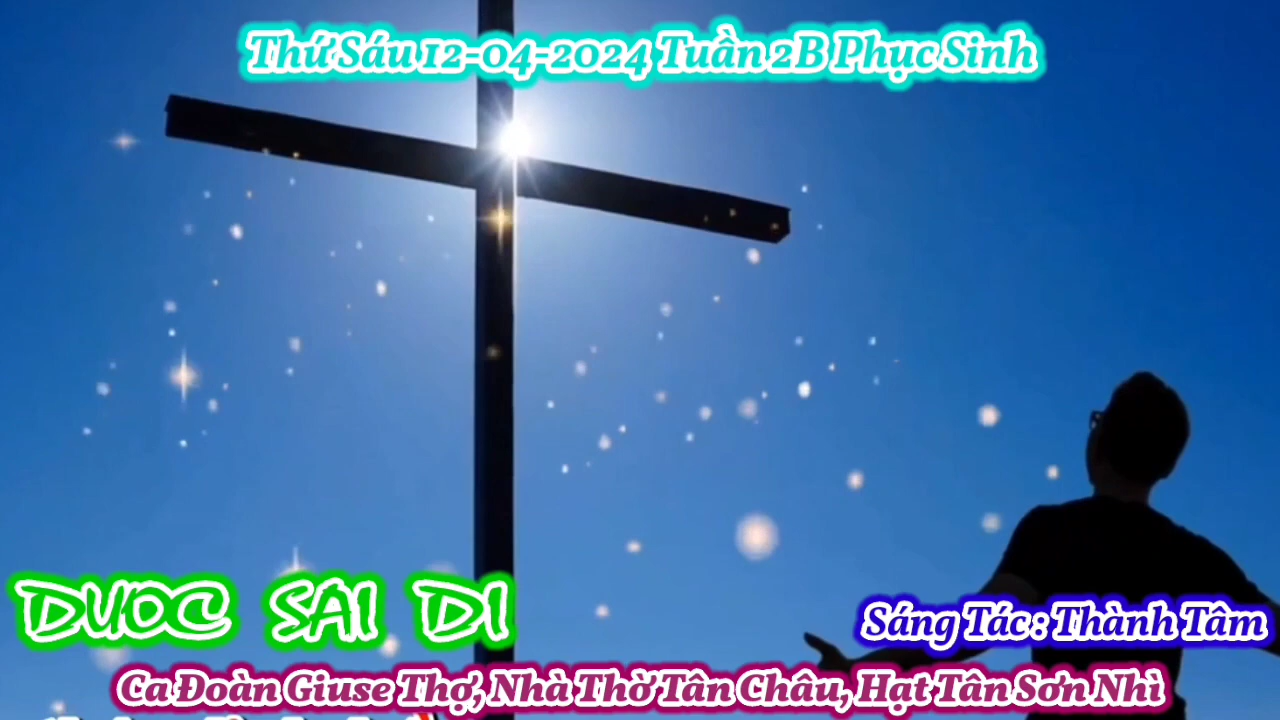 Thứ Sáu 12-04-2024 Tuần 2B Phục Sinh
DUOC SAI DI
Sáng Tác : Thành Tâm
Ca Đoàn Giuse Thợ, Nhà Thờ Tân Châu, Hạt Tân Sơn Nhì